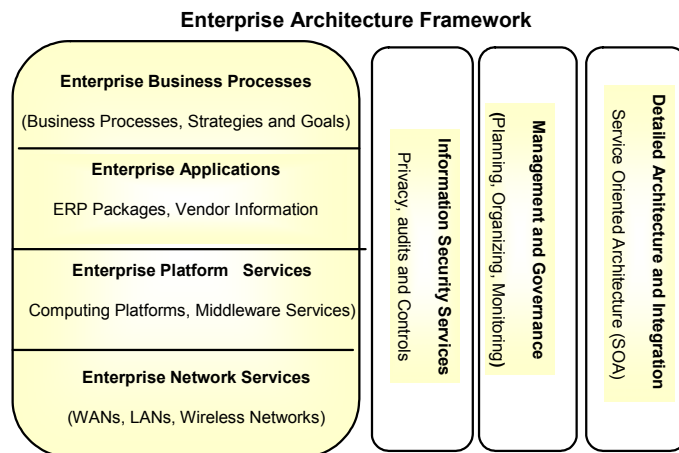 Enterprise Architecture Framework
Enterprise Business Processes
(Business Processes, Strategies and Goals)
Enterprise Applications
ERP Packages, Vendor Information
Enterprise Platform Services
Computing Platforms, Middleware Services)
Enterprise Network Services
(WANs, LANs, Wireless Networks)
Information Security Services
Privacy, audits and Controls
Management and Governance
(Planning, Organizing, Monitoring)
Detailed Architecture and Integration
Service Oriented Architecture (SOA)